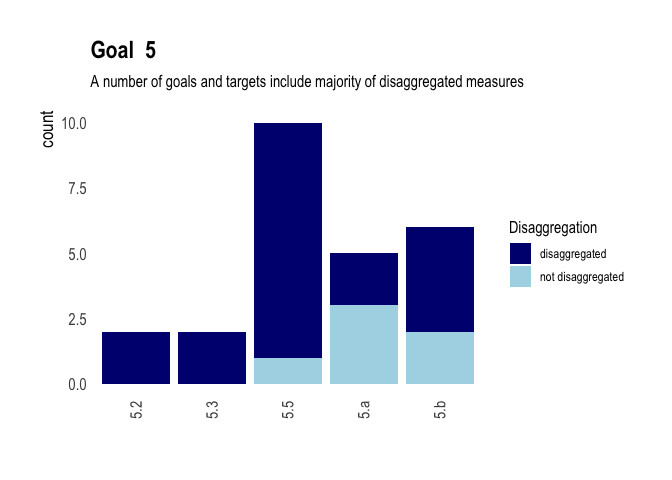 Goal  5
A number of goals and targets include majority of disaggregated measures
count
10.0
7.5
5.0
2.5
0.0
5.2
5.3
5.5
5.a
5.b
Disaggregation
disaggregated
not disaggregated